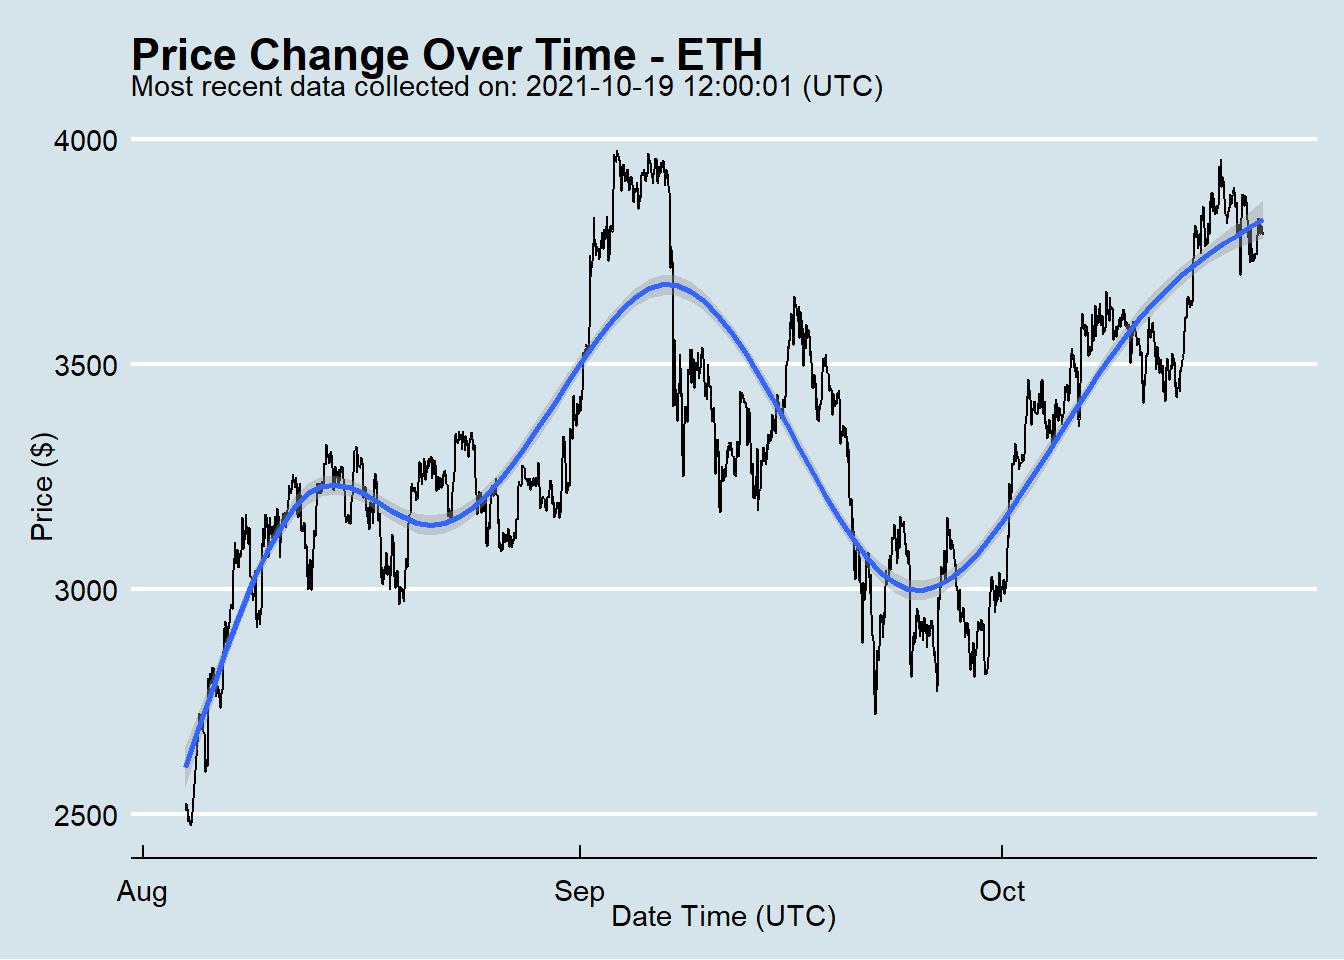 Price Change Over Time - ETH
Most recent data collected on: 2021-10-19 12:00:01 (UTC)
4000
3500
3000
2500
Price ($)
Aug
Sep
Oct
Date Time (UTC)